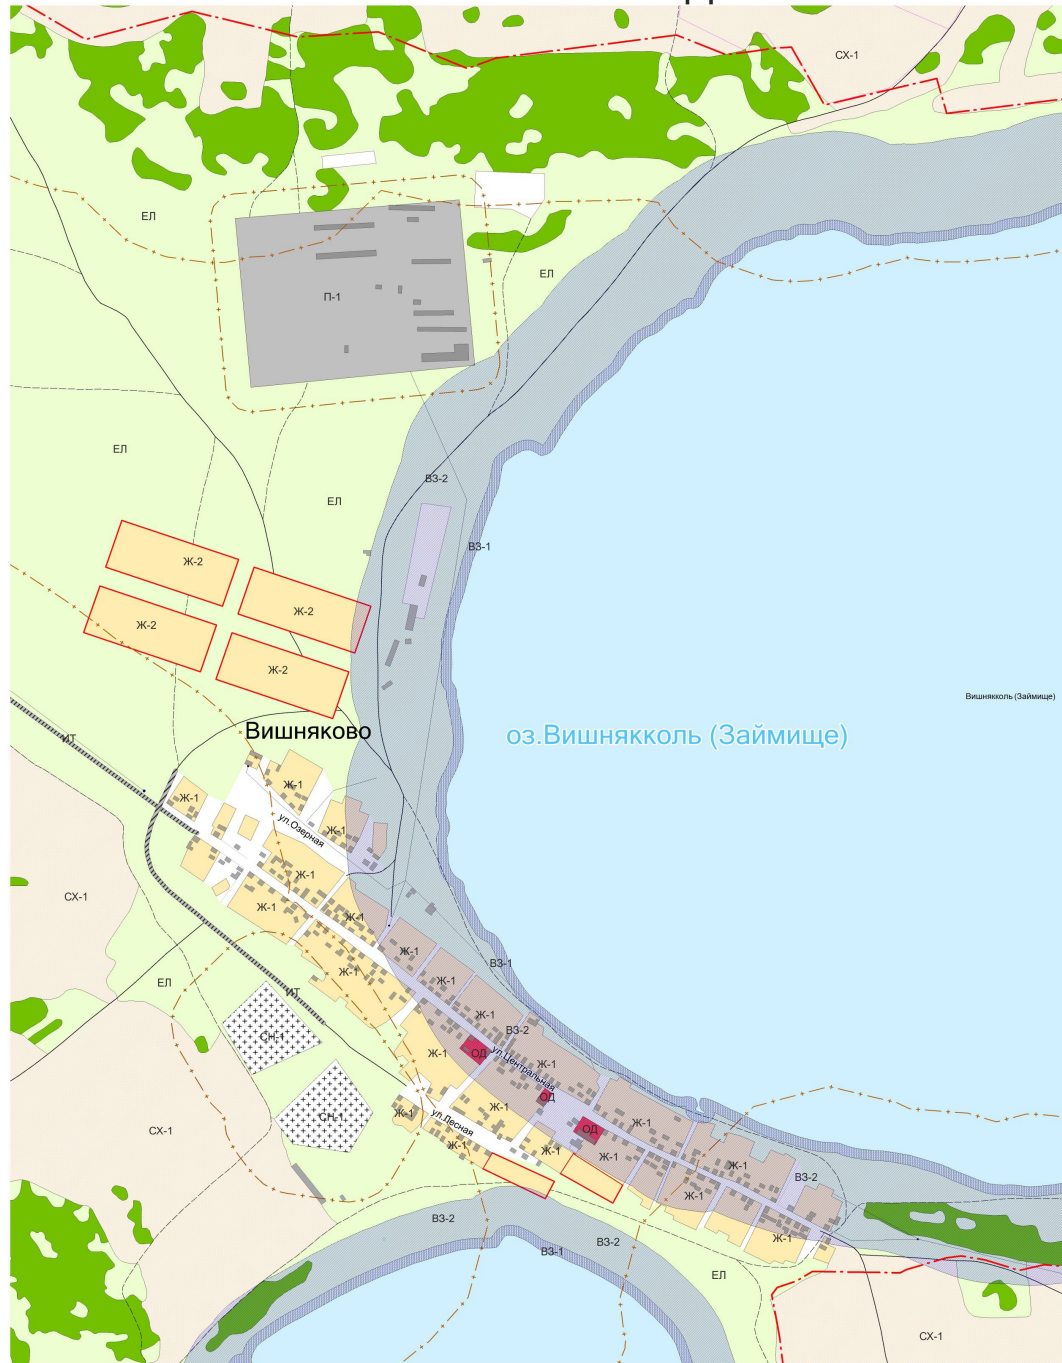 СХ-1
ЕЛ
ЕЛ
П-1
ЕЛ
ВЗ-2
ЕЛ
ВЗ-1
Ж-2
Ж-2
Ж-2
Ж-2
Вишнякколь (Займище)
Вишняково
оз.Вишнякколь (Займище)
ИТ
Ж-1
Ж-1
ул.Озерная
Ж-1
Ж-1
СХ-1
Ж-1
Ж-1
Ж-1
Ж-1
ВЗ-1
Ж-1
ЕЛ
ИТ
Ж-1
ВЗ-2
СН-1
Ж-1
ОД
ул.Центральная
Ж-1
ОД
Ж-1
Ж-1
СН-1
ул.Лесная
Ж-1
ОД
СХ-1
Ж-1
Ж-1
Ж-1
Ж-1
ВЗ-2
Ж-1
ВЗ-2
Ж-1
ВЗ-2
ВЗ-1
ЕЛ
СХ-1